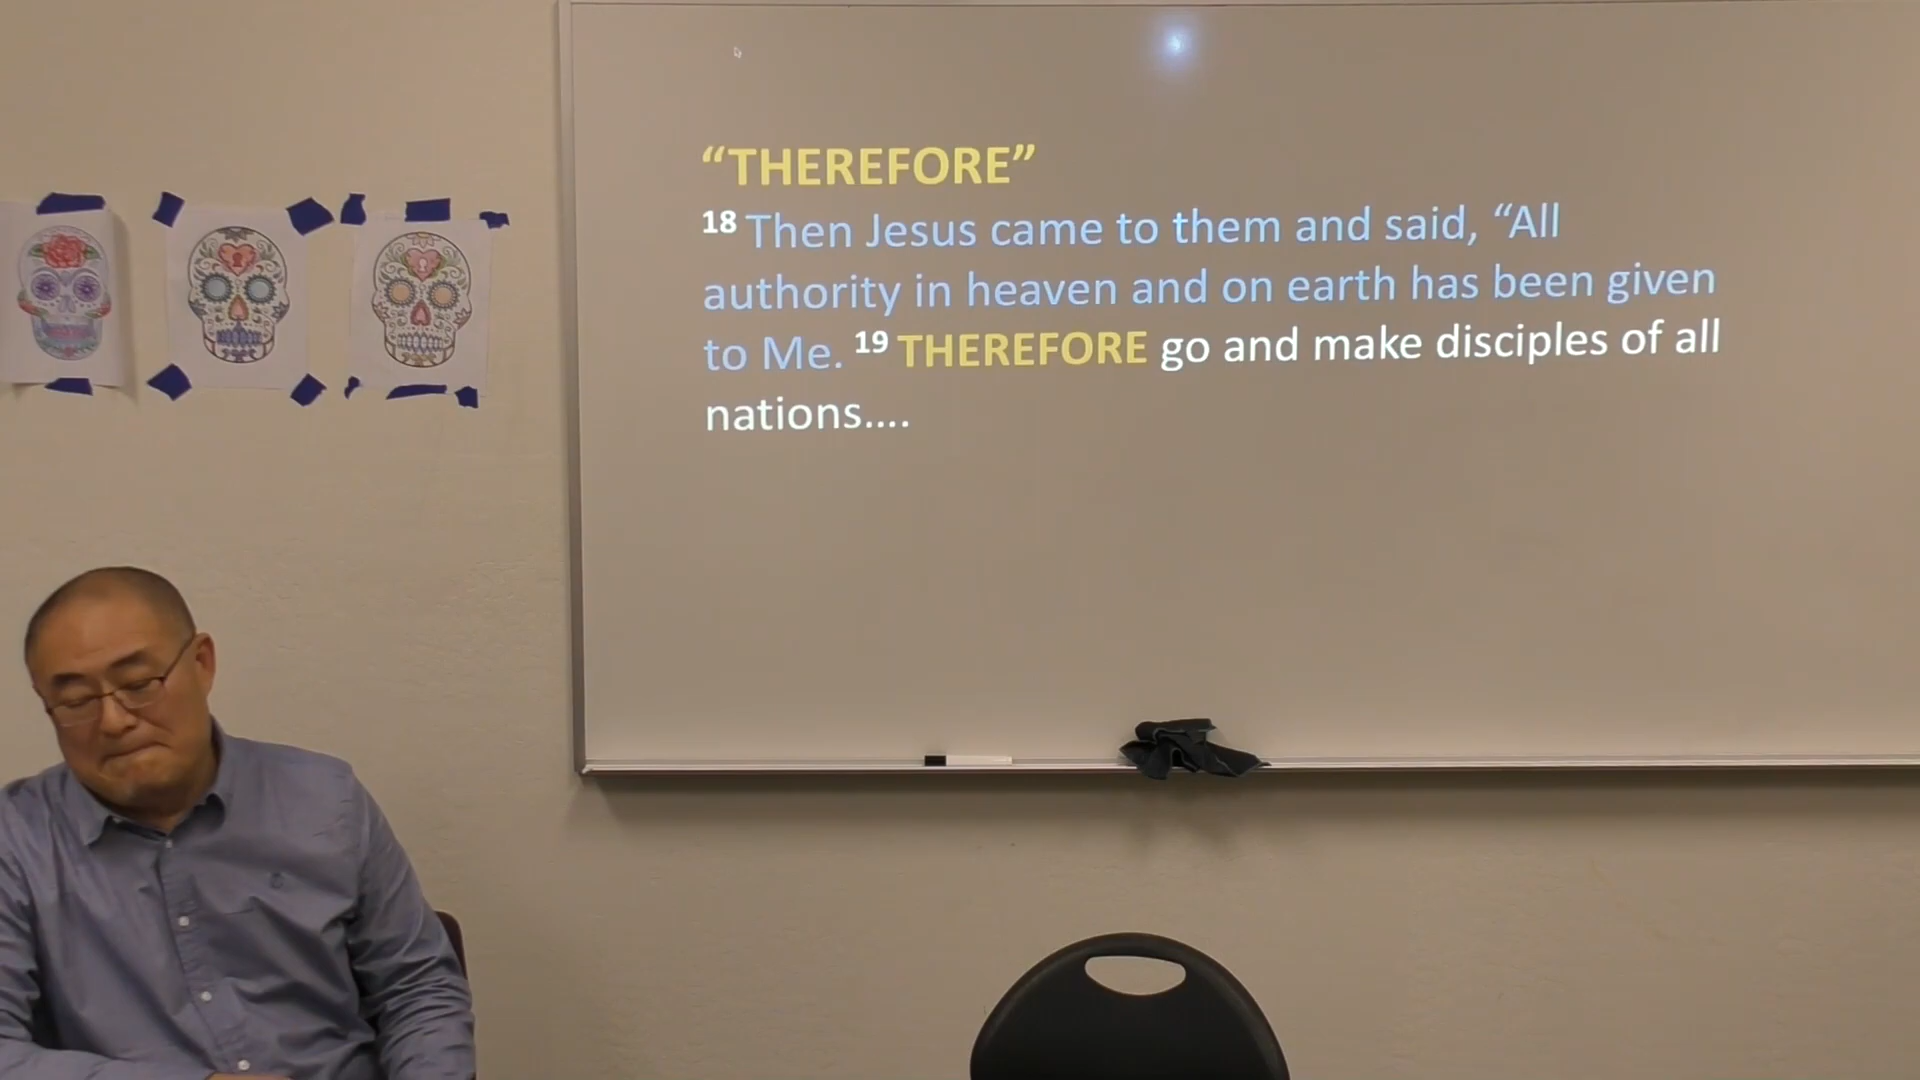 “THEREFORE”
18 Then Jesus came to them and said, “All
authority in heaven and on earth has been given
to Me. 19 THEREFORE go and make disciples of all
nations....